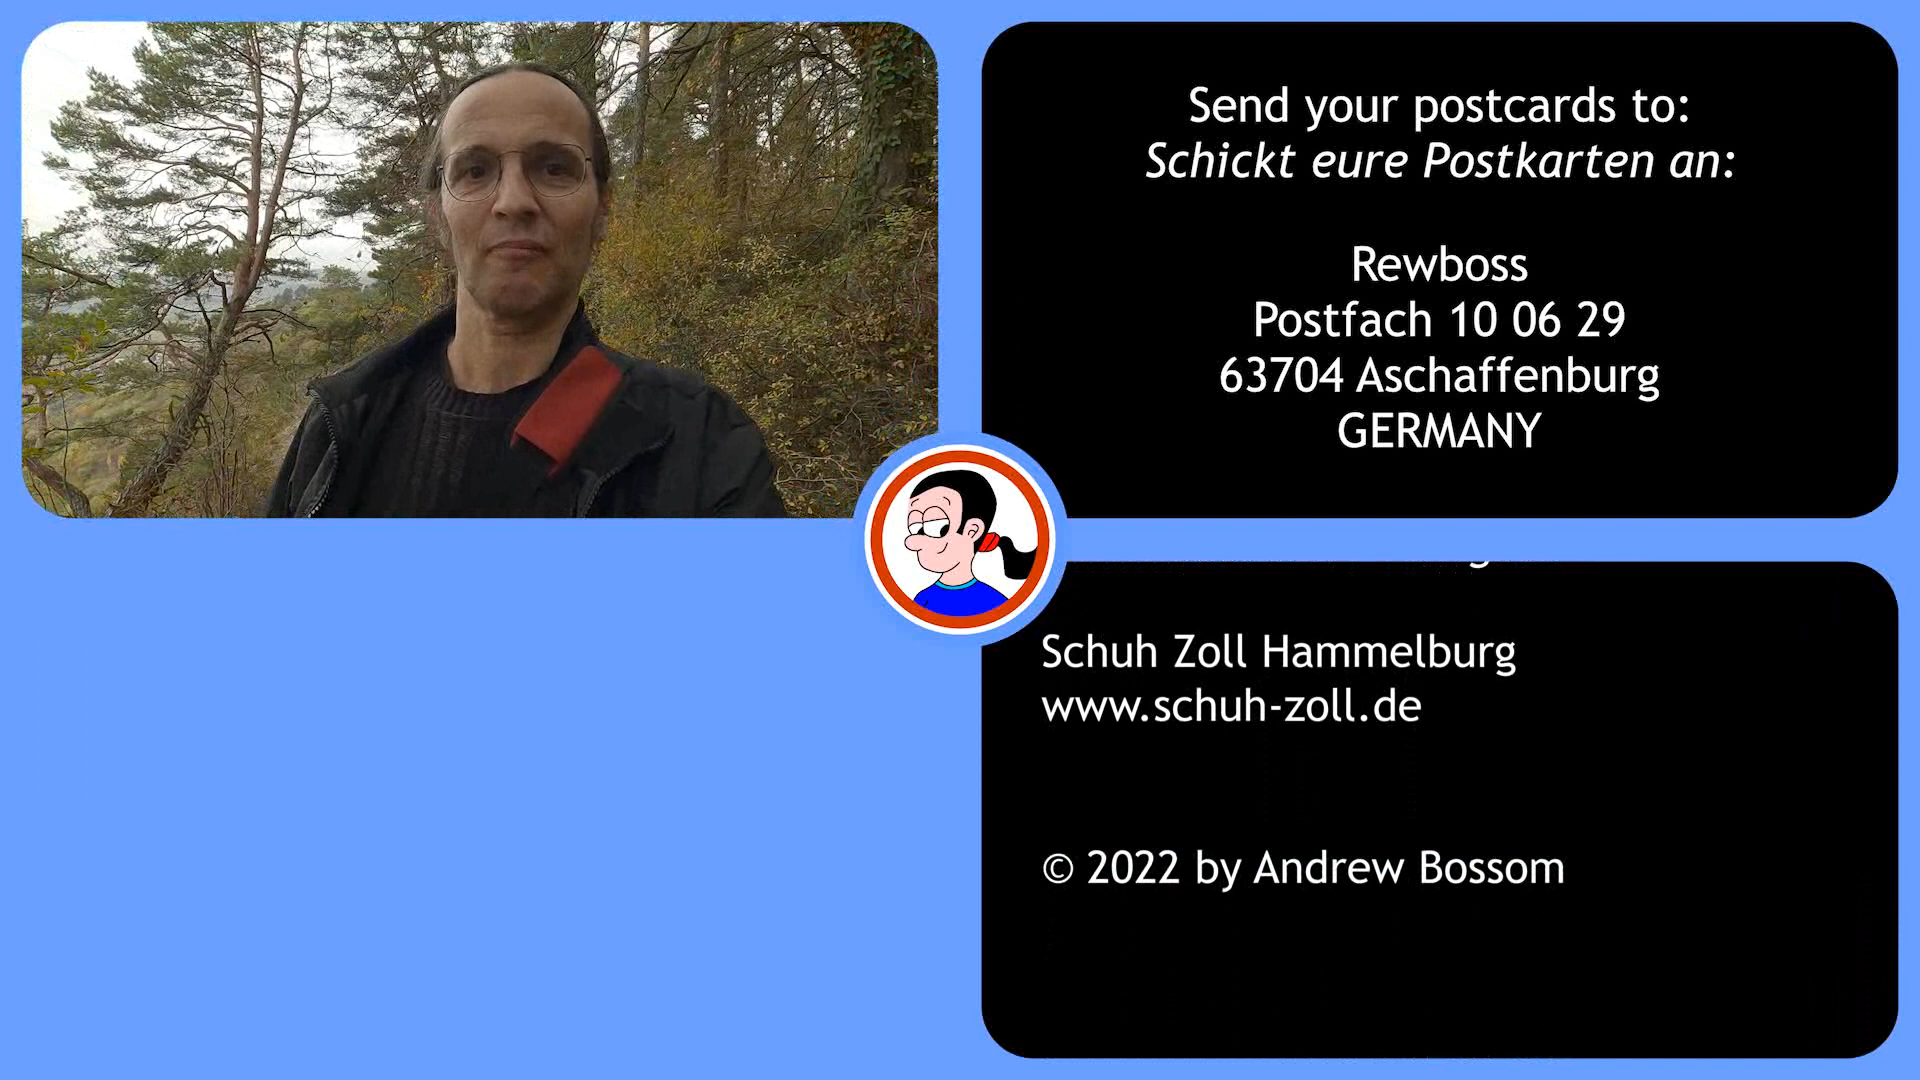 Send your postcards to:
Schickt eure Postkarten an:
Rewboss
Postfach 10 06 29
63704 Aschaffenburg
GERMANY
Schuh Zoll Hammelburg
www.schuh-zoll.de
© 2022 by Andrew Bossom